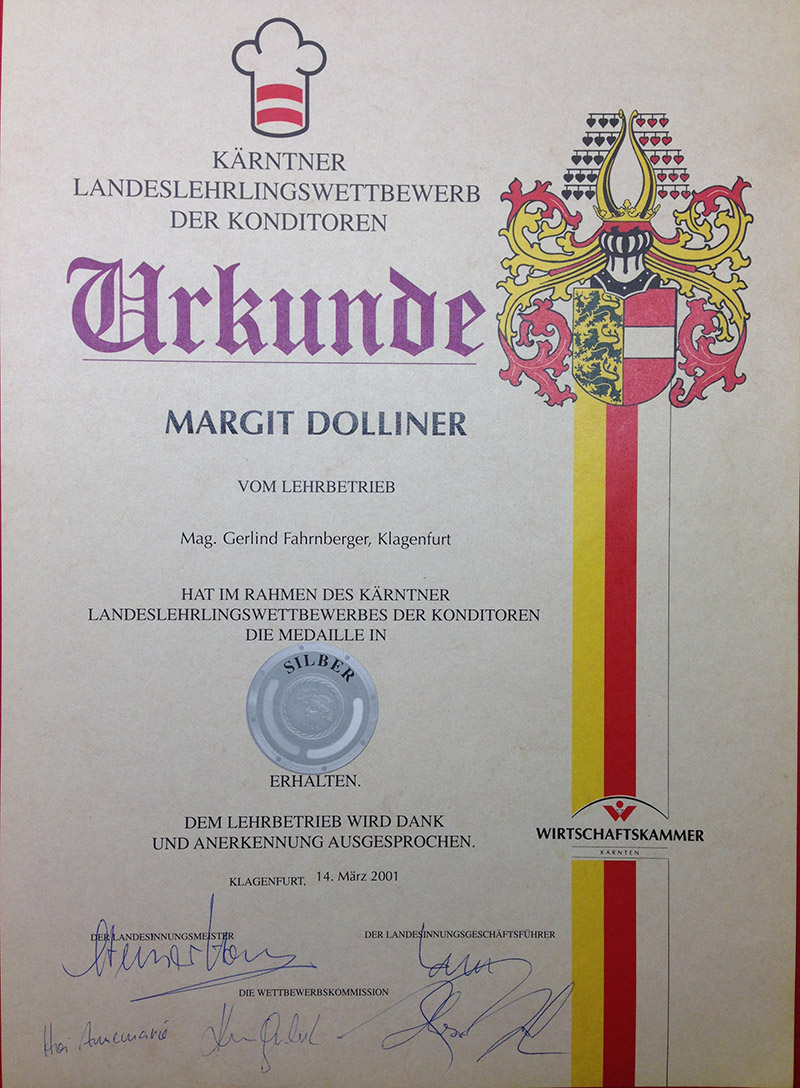 KÄRNTNER
LANDESLEHRLINGSWETTBEWERB
DER KONDITOREN
Urkunde
MARGIT DOLLINER
VOM LEHRBETRIEB
Mag. Gerlind Fahrnberger, Klagenfurt
HAT IM RAHMEN DES KÄRNTNER
LANDESLEHRLINGSWETTBEWERBES DER KONDITOREN
DIE MEDAILLE IN
SILBER
ERHALTEN.
DEM LEHRBETRIEB WIRD DANK
UND ANERKENNUNG AUSGESPROCHEN.
WIRTSCHAFTSKAMMER
KÄRNTEN
KLAGENFURT, 14. März 2001
DER LANDESINNUNGSMEISTER
DER LANDESINNUNGSGESCHÄFTSFÜHRER
DIE WETTBEWERBSKOMMISSION
Annemarie